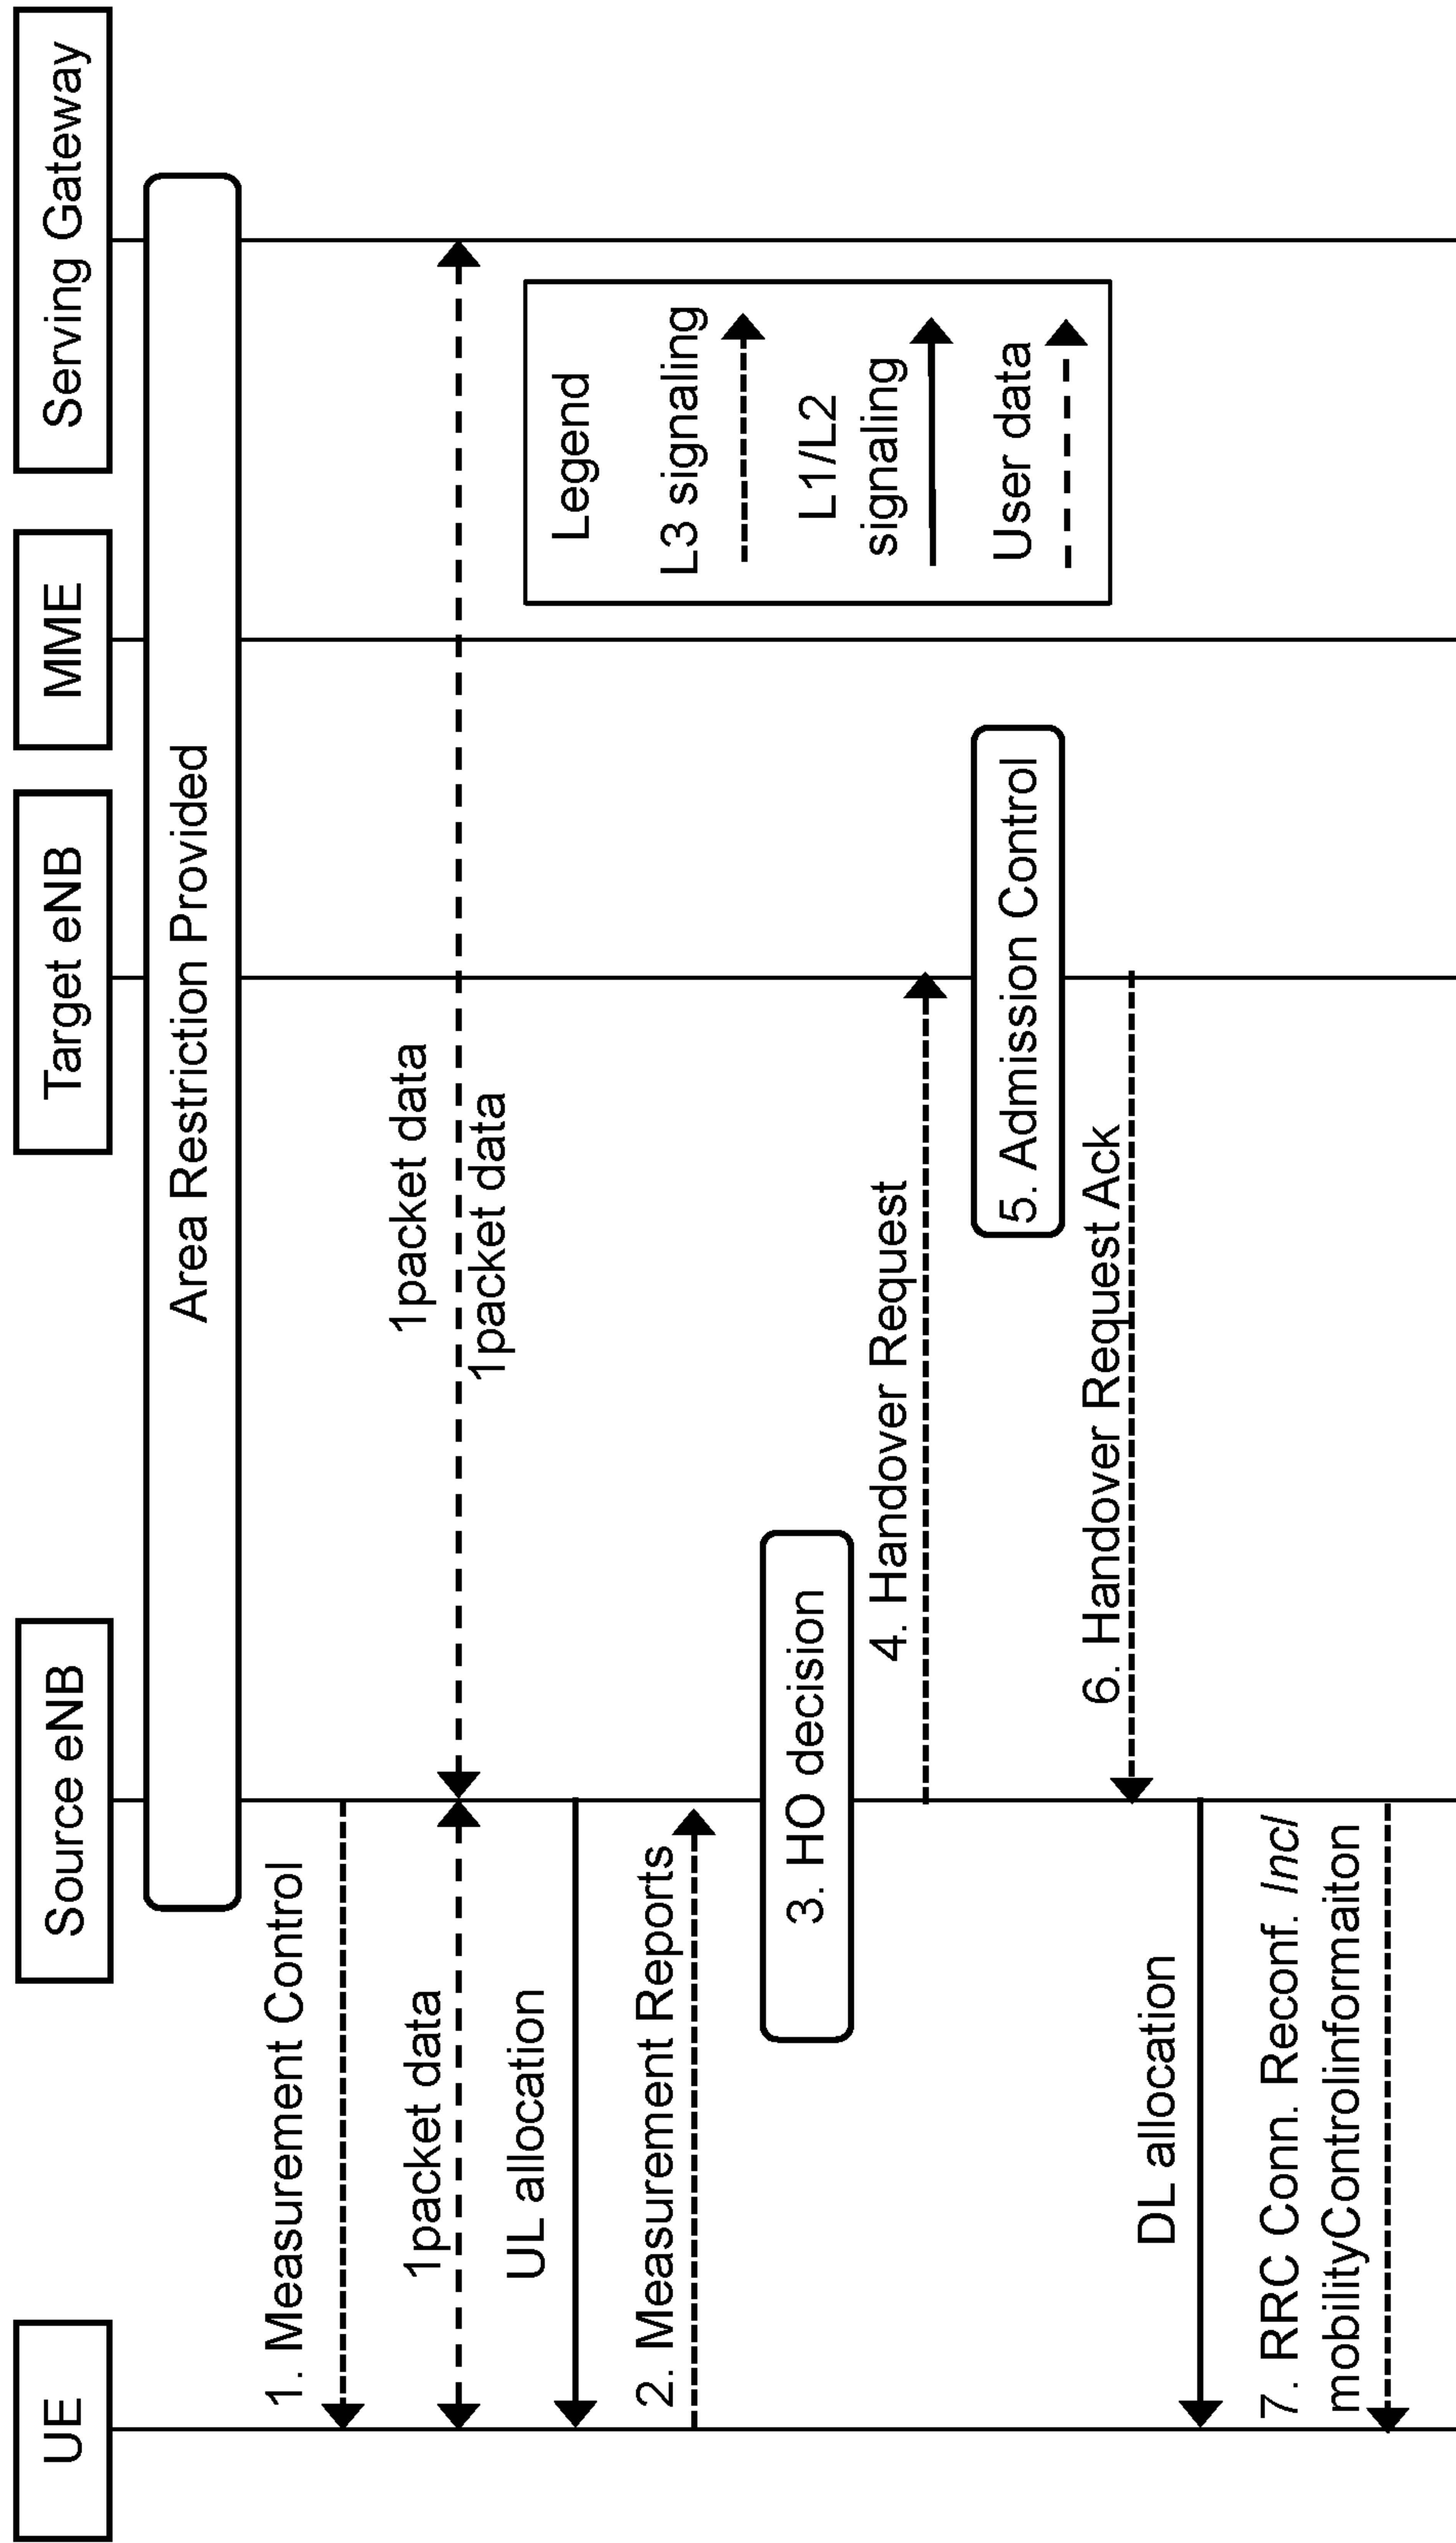 UE
Source eNB
Target eNB
MME
Serving Gateway
Area Restriction Provided
1. Measurement Control
1packet data
1packet data
1packet data
UL allocation
2. Measurement Reports
3. HO decision
4. Handover Request
5. Admission Control
6. Handover Request Ack
DL allocation
7. RRC Conn. Reconf. Incl
mobilityControlinformaiton
Legend
L3 signaling
L1/L2
signaling
User data